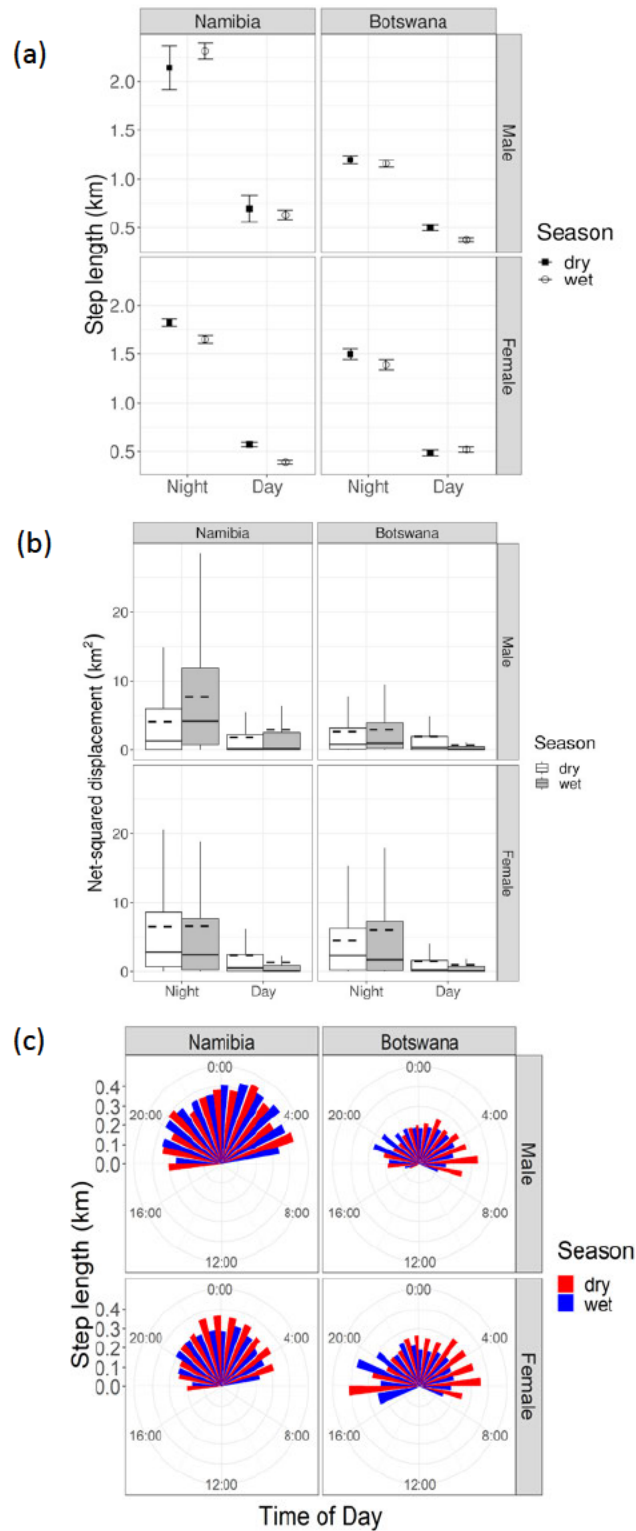 (a)
Namibia
Botswana
2.0
1.5
1.0
0.5
Male
1.5
1.0
0.5
Female
Step length (km)
Night
Day
Night
Day
Season
dry
wet
(b)
Namibia
Botswana
20
10
0
Male
20
10
0
Female
Net-squared displacement (km²)
Night
Day
Night
Day
Season
dry
wet
(c)
Namibia
Botswana
0.4
0.3
0.2
0.1
0.0
0:00
4:00
8:00
12:00
16:00
20:00
0:00
4:00
8:00
12:00
16:00
20:00
Male
0.4
0.3
0.2
0.1
0.0
0:00
4:00
8:00
12:00
16:00
20:00
0:00
4:00
8:00
12:00
16:00
20:00
Female
Step length (km)
Time of Day
Season
dry
wet